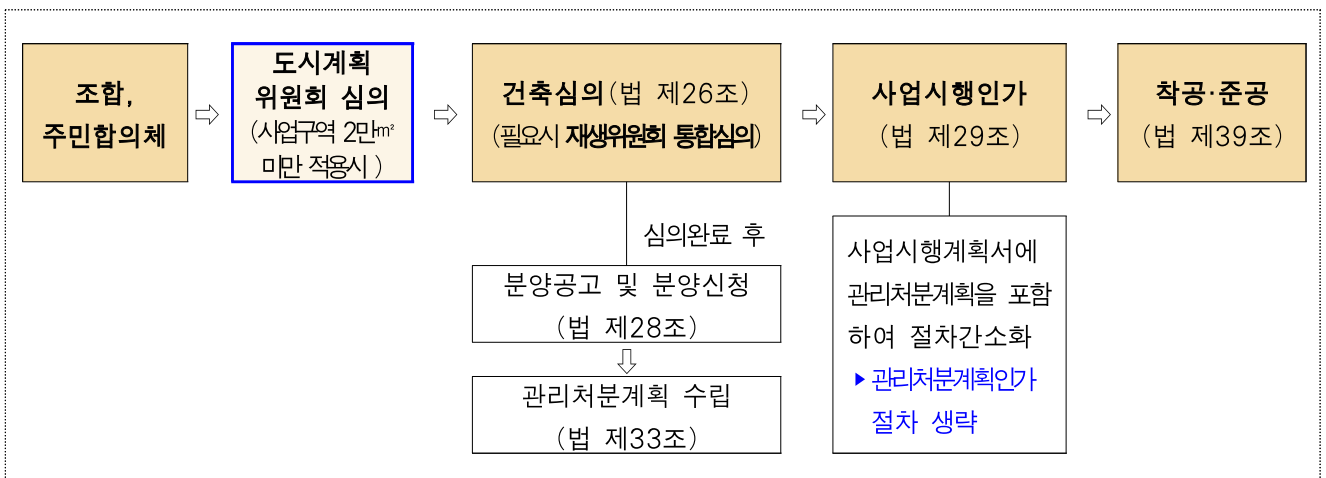 조합,
주민합의체
도시계획
위원회 심의
(사업구역 2만㎡
미만 적용시 )
건축심의(법 제26조)
(필요시 재생위원회 통합심의)
사업시행인가
(법 제29조)
착공·준공
(법 제39조)
심의완료 후
분양공고 및 분양신청
(법 제28조)
관리처분계획 수립
(법 제33조)
사업시행계획서에
관리처분계획을 포함
하여 절차간소화
▶관리처분계획인가
절차 생략